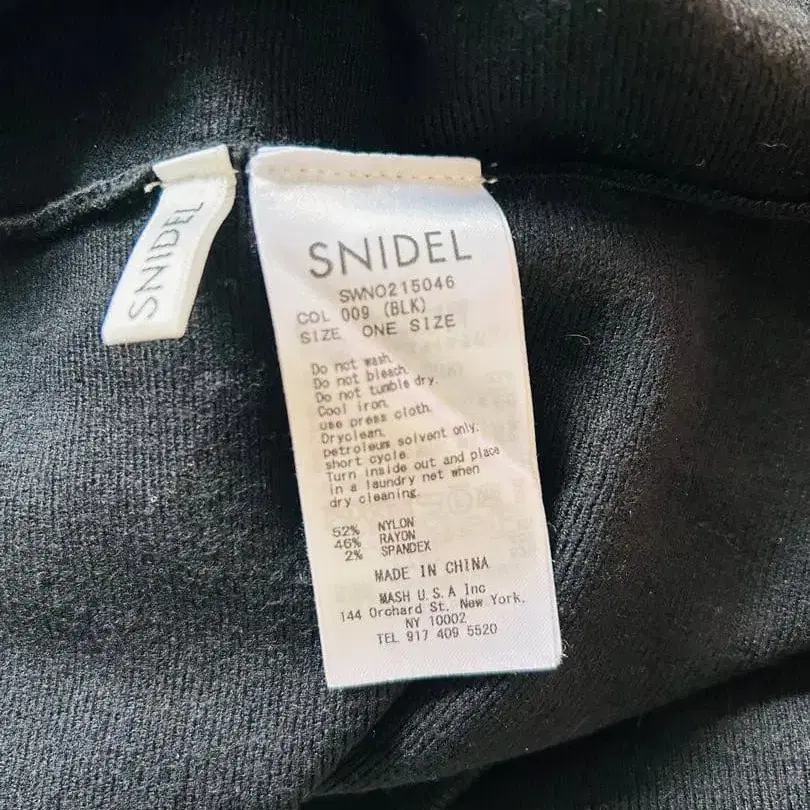 SNIDEL
SNIDEL
SWNO215046
COL 009 (BLK)
SIZE ONE SIZE
Do not wash.
Do not bleach.
Do not tumble dry.
Cool iron.
use press cloth.
Dryclean.
petroleum solvent only.
short cycle.
Turn inside out and place
in a laundry net when
dry cleaning.
52% NYLON
46% RAYON
2% SPANDEX
MADE IN CHINA
MASH U.S.A Inc
144 Orchard St. New York.
NY 10002
TEL 917 409 5520